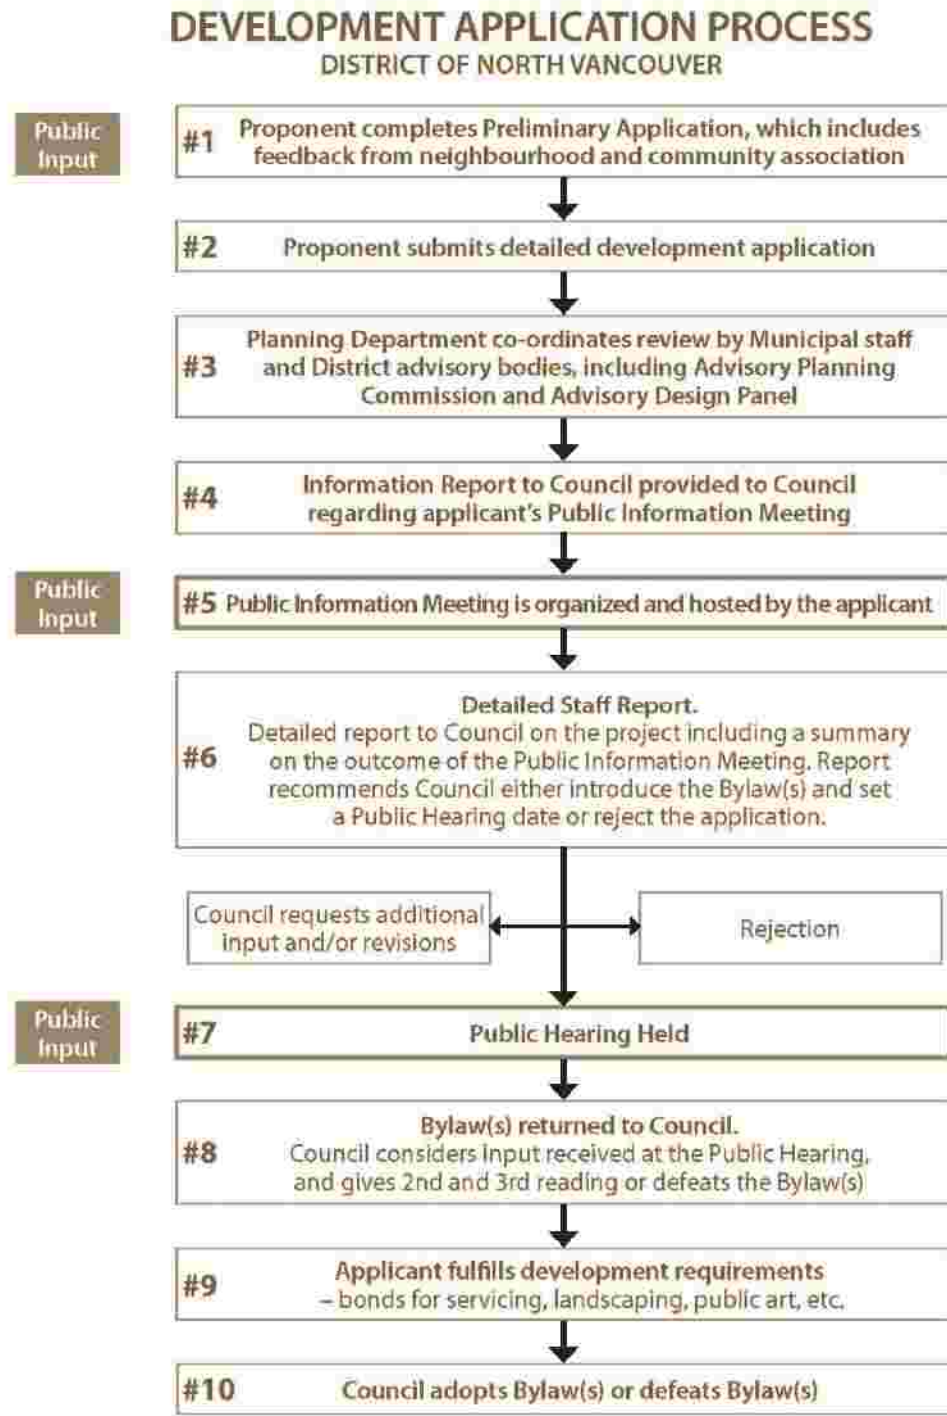 DEVELOPMENT APPLICATION PROCESS
DISTRICT OF NORTH VANCOUVER
Public
Input
#1 Proponent completes Preliminary Application, which includes
feedback from neighbourhood and community association
#2 Proponent submits detailed development application
#3 Planning Department co-ordinates review by Municipal staff
and District advisory bodies, including Advisory Planning
Commission and Advisory Design Panel
#4 Information Report to Council provided to Council
regarding applicant's Public Information Meeting
Public
Input
#5 Public Information Meeting is organized and hosted by the applicant
#6 Detailed Staff Report.
Detailed report to Council on the project including a summary
on the outcome of the Public Information Meeting. Report
recommends Council either introduce the Bylaw(s) and set
a Public Hearing date or reject the application.
Council requests additional
input and/or revisions
Rejection
Public
Input
#7 Public Hearing Held
#8 Bylaw(s) returned to Council.
Council considers input received at the Public Hearing,
and gives 2nd and 3rd reading or defeats the Bylaw(s)
#9 Applicant fulfills development requirements
– bonds for servicing, landscaping, public art, etc.
#10 Council adopts Bylaw(s) or defeats Bylaw(s)